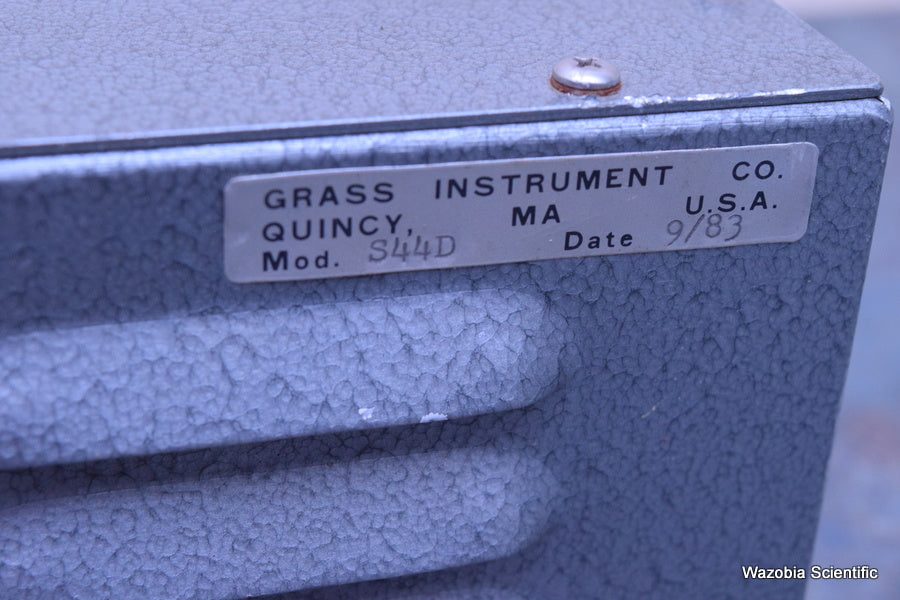 GRASS INSTRUMENT CO.
QUINCY, MA U.S.A.
Mod. S44D Date 9/83
Wazobia Scientific